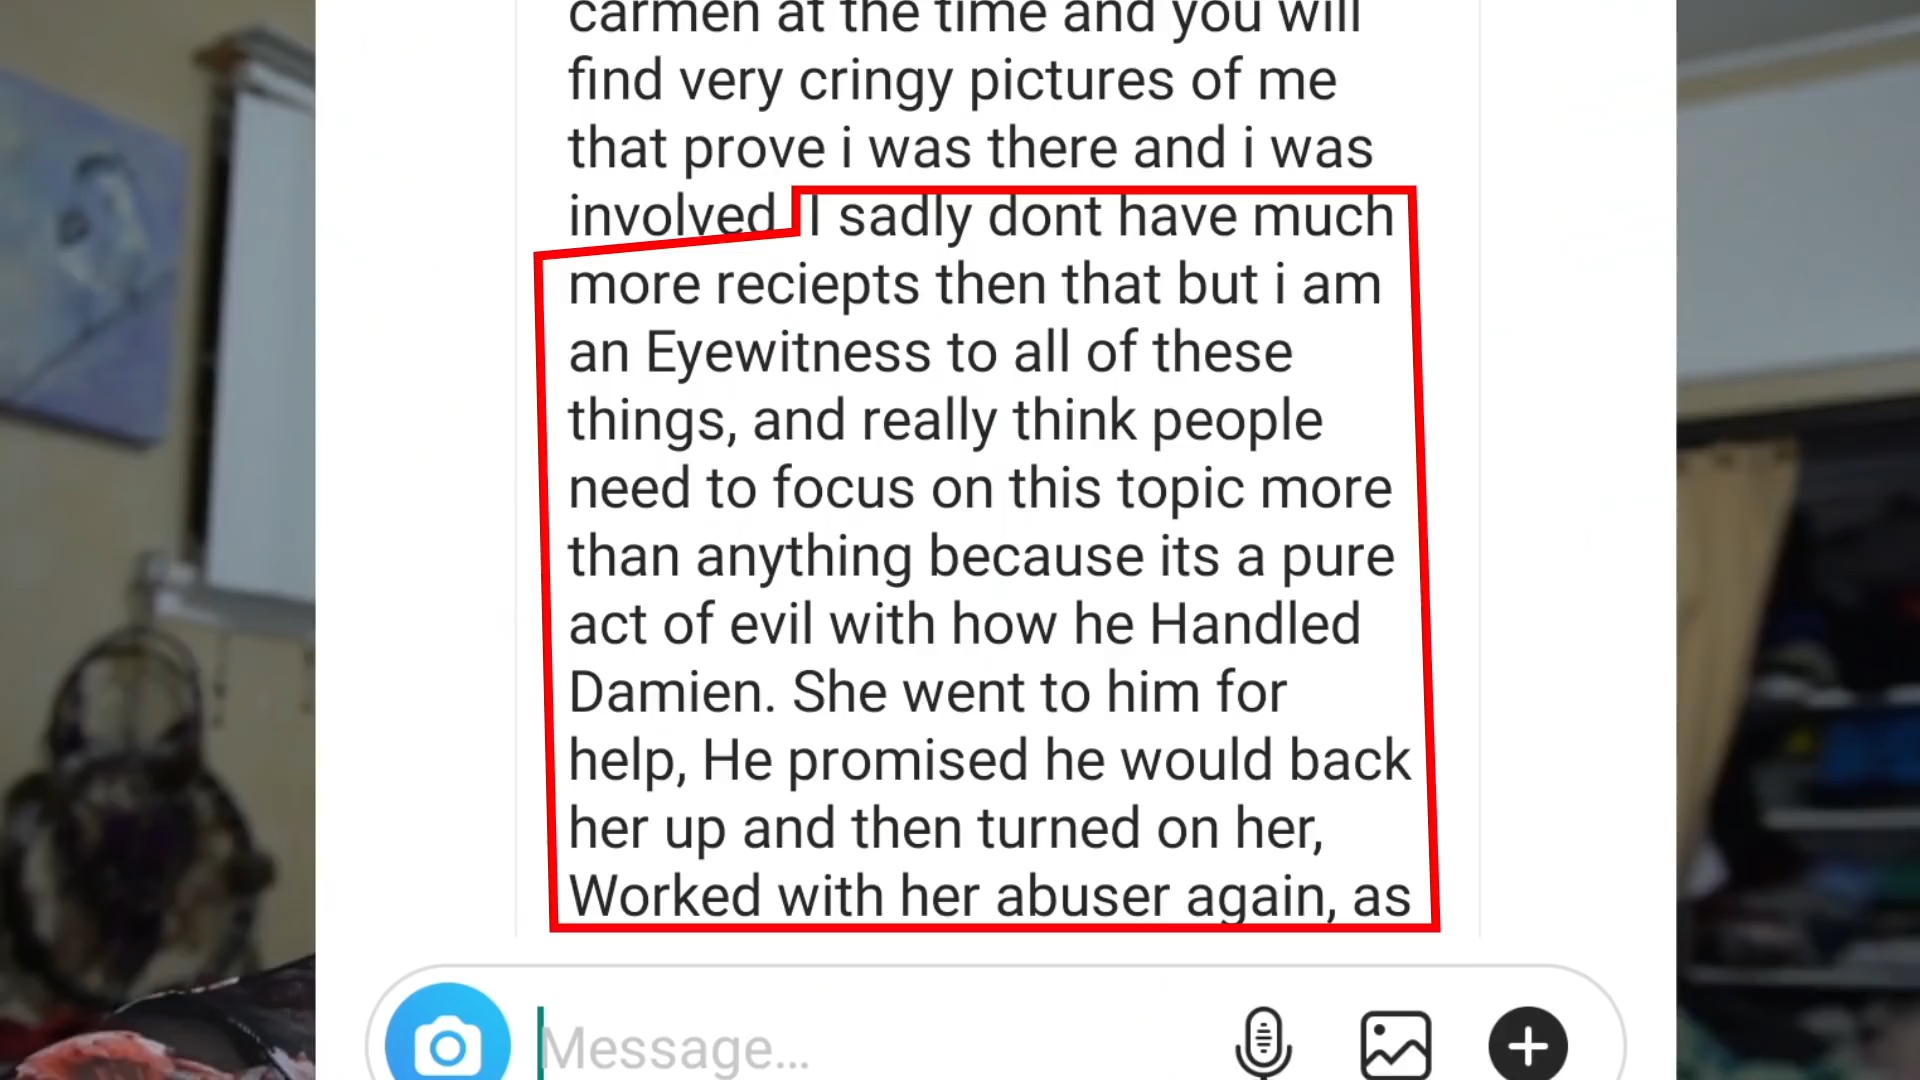 carmen at the time and you will
find very cringy pictures of me
that prove i was there and i was
involved. I sadly dont have much
more reciepts then that but i am
an Eyewitness to all of these
things, and really think people
need to focus on this topic more
than anything because its a pure
act of evil with how he Handled
Damien. She went to him for
help, He promised he would back
her up and then turned on her,
Worked with her abuser again, as
Message...